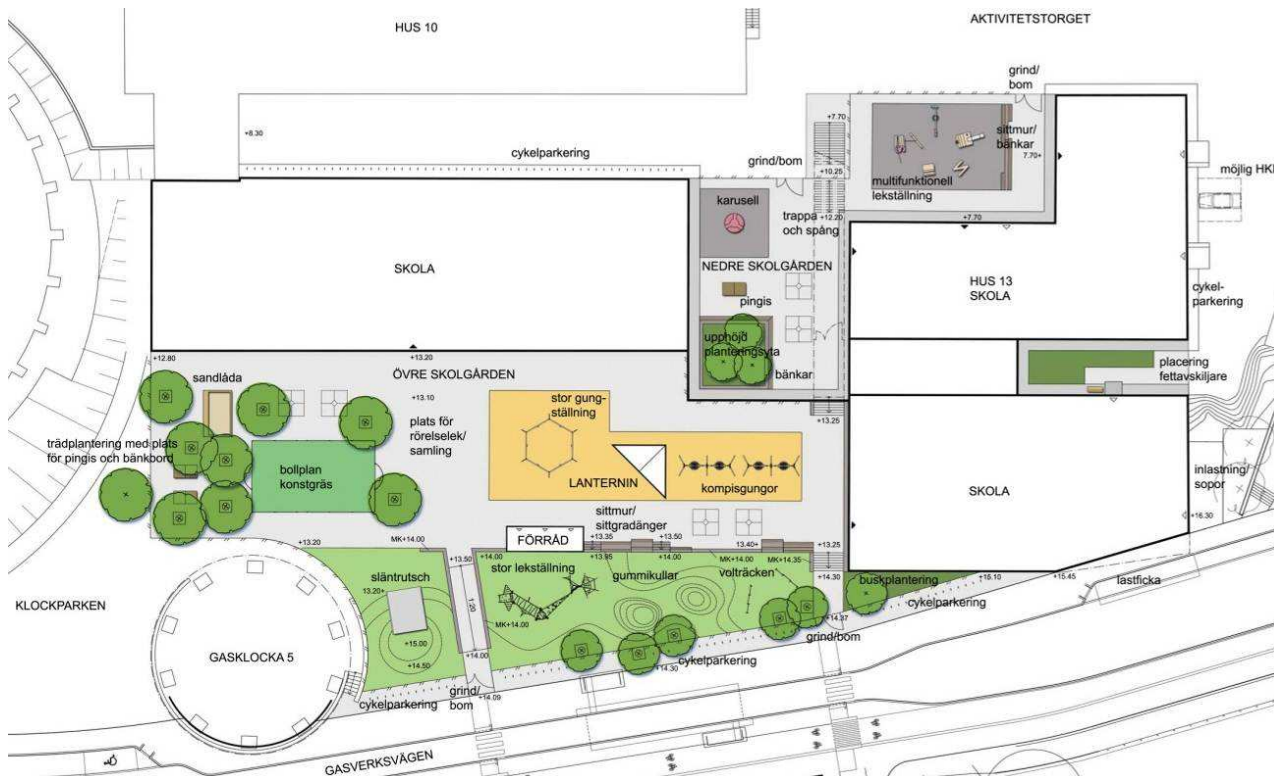 HUS 10
AKTIVITETSTORGET
grind/
bom
+7.70
+8.30
cykelparkering
grind/bom
+10.25
sittmur/
bänkar
7.70+
multifunktionell
lekställning
möjlig HKP
karusell
trappa
+12.20
och spång
+7.70
SKOLA
NEDRE SKOLGÅRDEN
HUS 13
SKOLA
pingis
cykel-
parkering
upphöjd
planteringsyta
bänkar
+12.80
+13.20
placering
fettavskiljare
sandlåda
ÖVRE SKOLGÅRDEN
+13.10
stor gung-
ställning
+13.25
plats för
rörelselek/
samling
trädplantering med plats
för pingis och bänkbord
bollplan
konstgräs
LANTERNIN
kompisgungor
SKOLA
inlastning/
sopor
+16.30
sittmur/
sittgradänger
+13.20
MK+14.00
+13.50
+14.00
FÖRRÅD
+13.35
+13.50
13.40+
+13.25
+13.95
+14.00
MK+14.00
MK+14.35
stor lekställning
gummikullar
volträcken
+14.30
släntrutsch
13.20+
1:20
buskplantering
+15.10
+15.45
lastficka
cykelparkering
KLOCKPARKEN
MK+14.00
+14.37
grind/bom
GASKLOCKA 5
+15.00
+14.50
+14.00
+14.30
cykelparkering
cykelparkering
grind/
bom
+14.09
GASVERKSVÄGEN